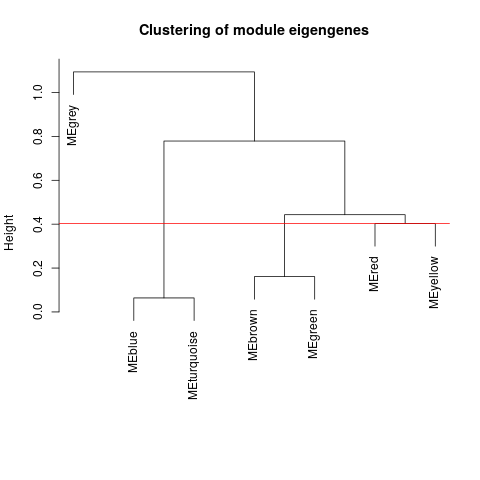 Clustering of module eigengenes
Height
1.0
0.8
0.6
0.4
0.2
0.0
MEgrey
MEblue
MEturquoise
MEbrown
MEgreen
MEred
MEyellow